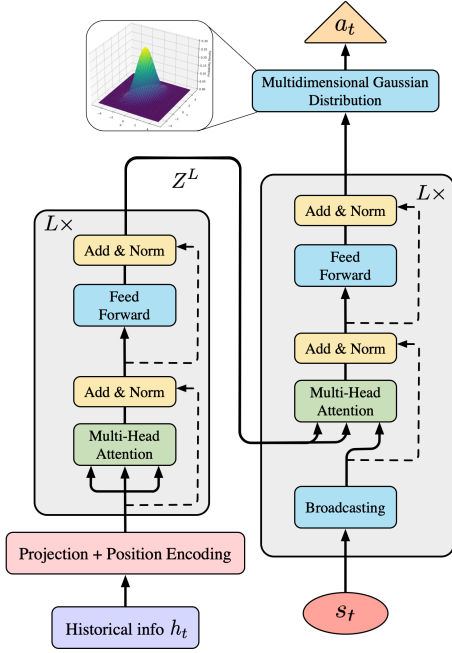 a_t
Multidimensional Gaussian
Distribution
Z^L
L×
Add & Norm
Feed
Forward
Add & Norm
Multi-Head
Attention
Projection + Position Encoding
Historical info h_t
L×
Add & Norm
Feed
Forward
Add & Norm
Multi-Head
Attention
Broadcasting
s_t